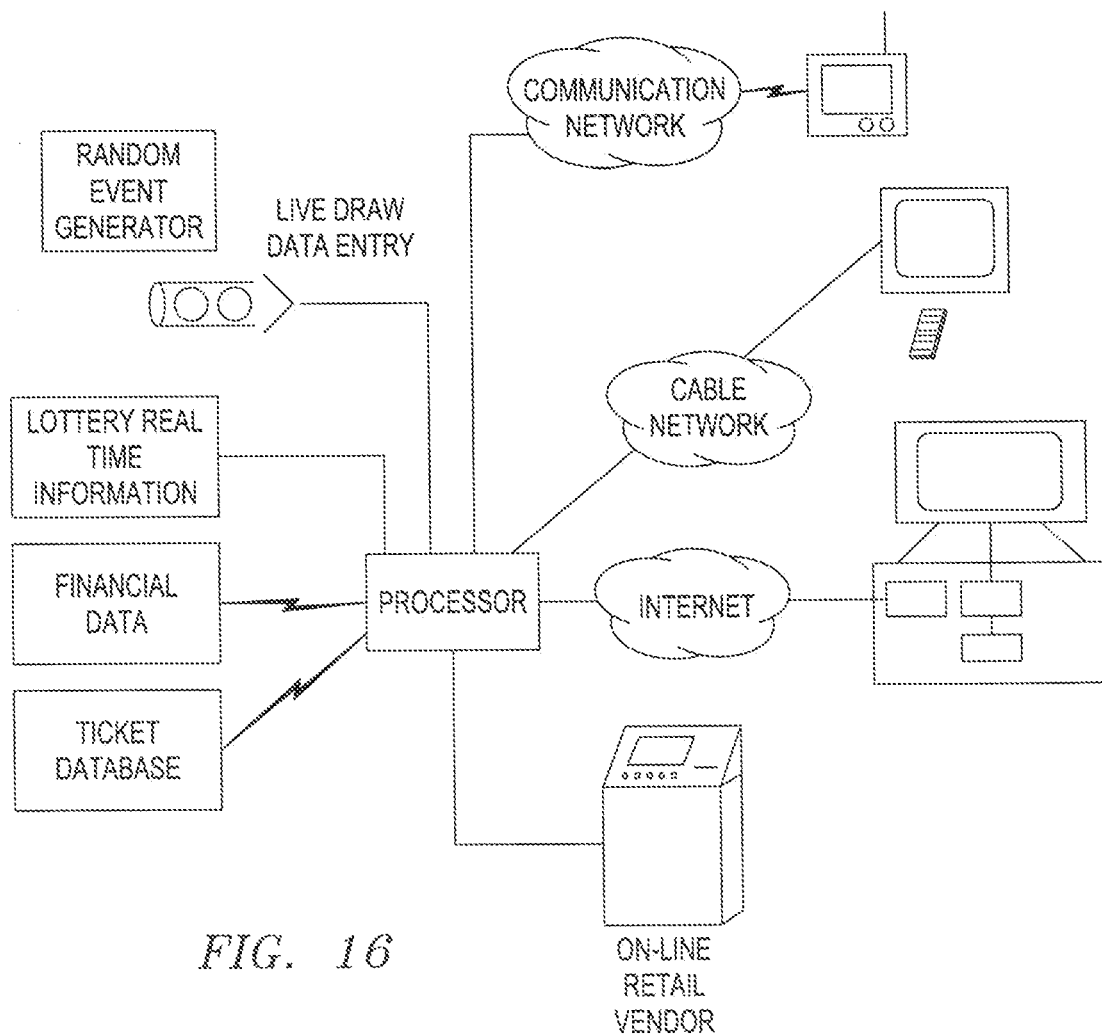 COMMUNICATION
NETWORK
RANDOM
EVENT
GENERATOR
LIVE DRAW
DATA ENTRY
CABLE
NETWORK
LOTTERY REAL
TIME
INFORMATION
FINANCIAL
DATA
PROCESSOR
INTERNET
TICKET
DATABASE
FIG. 16
ON-LINE
RETAIL
VENDOR